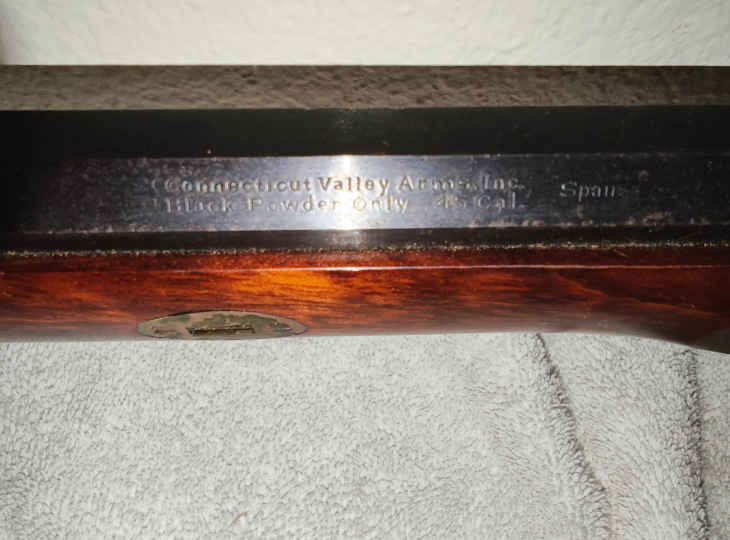 Connecticut Valley Arms, Inc.
Black Powder Only 45 Cal.
Spain